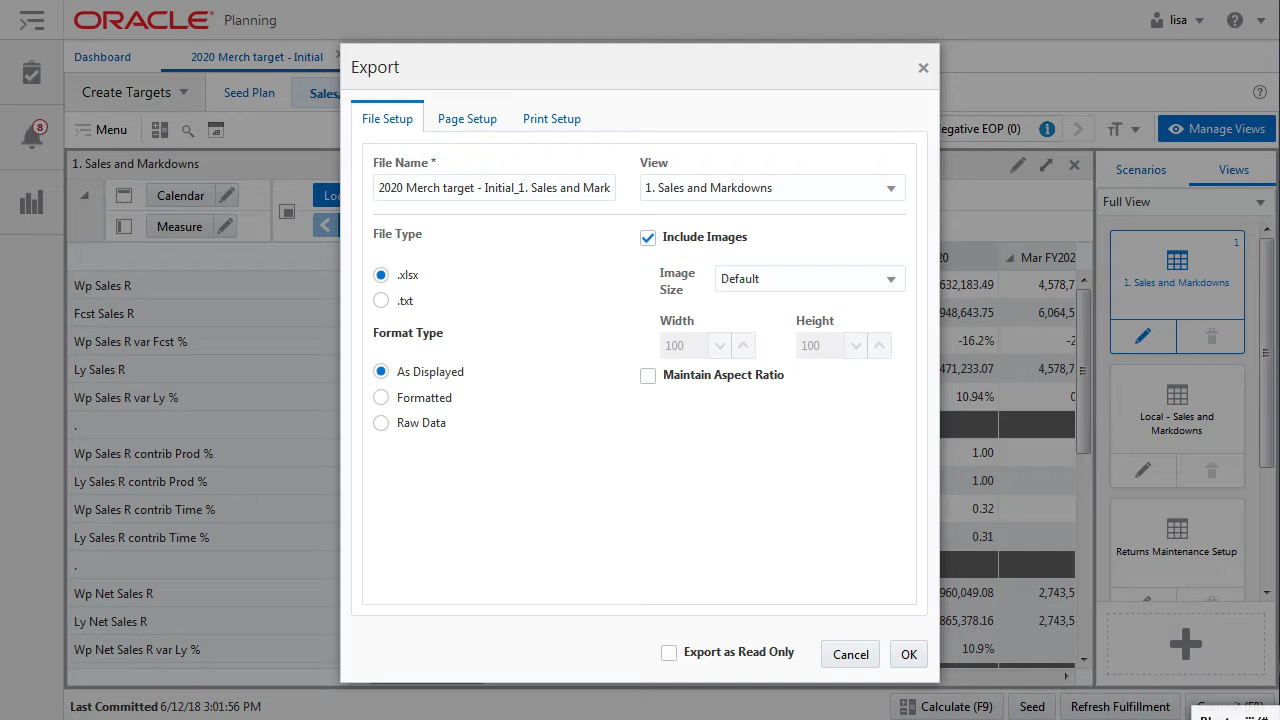 ORACLE Planning
lisa
Dashboard
2020 Merch target - Initial
Create Targets
Seed Plan
Sales/
Negative EOP (0)
Menu
8
Manage Views
1. Sales and Markdowns
Calendar
Measure
Export
File Setup
Page Setup
Print Setup
File Name *
2020 Merch target - Initial_1. Sales and Mark
View
1. Sales and Markdowns
File Type
.xlsx
.txt
Format Type
As Displayed
Formatted
Raw Data
Include Images
Image Size
Default
Width
100
Height
100
Maintain Aspect Ratio
Export as Read Only
Cancel
OK
Wp Sales R
Fcst Sales R
Wp Sales R var Fcst %
Ly Sales R
Wp Sales R var Ly %
.
Wp Sales R contrib Prod %
Ly Sales R contrib Prod %
Wp Sales R contrib Time %
Ly Sales R contrib Time %
.
Wp Net Sales R
Ly Net Sales R
Wp Net Sales R var Ly %
20
Mar FY202
632,183.49
4,578,7
948,643.75
6,064,5
-16.2%
-2
471,233.07
4,578,7
10.94%
0
1.00
1.00
0.32
0.31
960,049.08
2,743,5
865,378.16
2,743,5
10.9%
Scenarios
Views
Full View
1
1. Sales and Markdowns
Local - Sales and Markdowns
Returns Maintenance Setup
Last Committed 6/12/18 3:01:56 PM
Calculate (F9)
Seed
Refresh Fulfillment